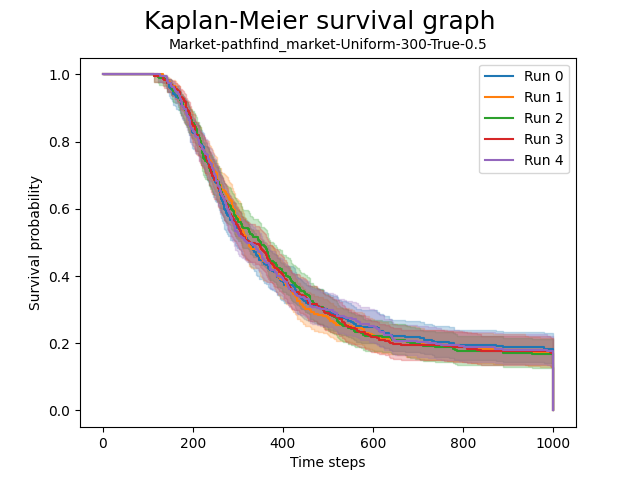 Kaplan-Meier survival graph
Market-pathfind_market-Uniform-300-True-0.5
Run 0
Run 1
Run 2
Run 3
Run 4
Survival probability
1.0
0.8
0.6
0.4
0.2
0.0
0 200 400 600 800 1000
Time steps